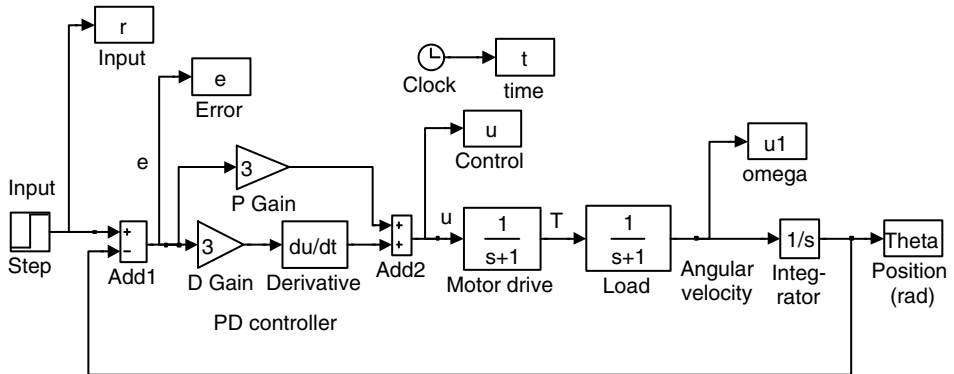 r
Input
e
Error
t
Clock
time
u
Control
u1
omega
e
3
P Gain
Input
Step
+
−
Add1
3
D Gain
du/dt
Derivative
+
+
Add2
u
1
s+1
Motor drive
T
1
s+1
Load
Angular
velocity
1/s
Integ-
rator
Theta
Position
(rad)
PD controller